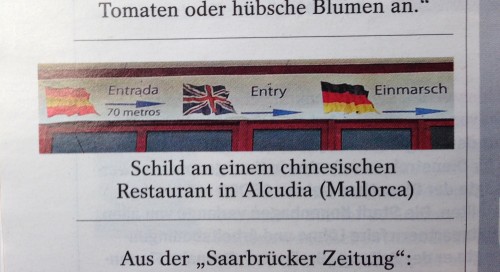 Tomaten oder hübsche Blumen an.“
Entrada Entry Einmarsch
70 metros
Schild an einem chinesischen
Restaurant in Alcudia (Mallorca)
Aus der „Saarbrücker Zeitung“: